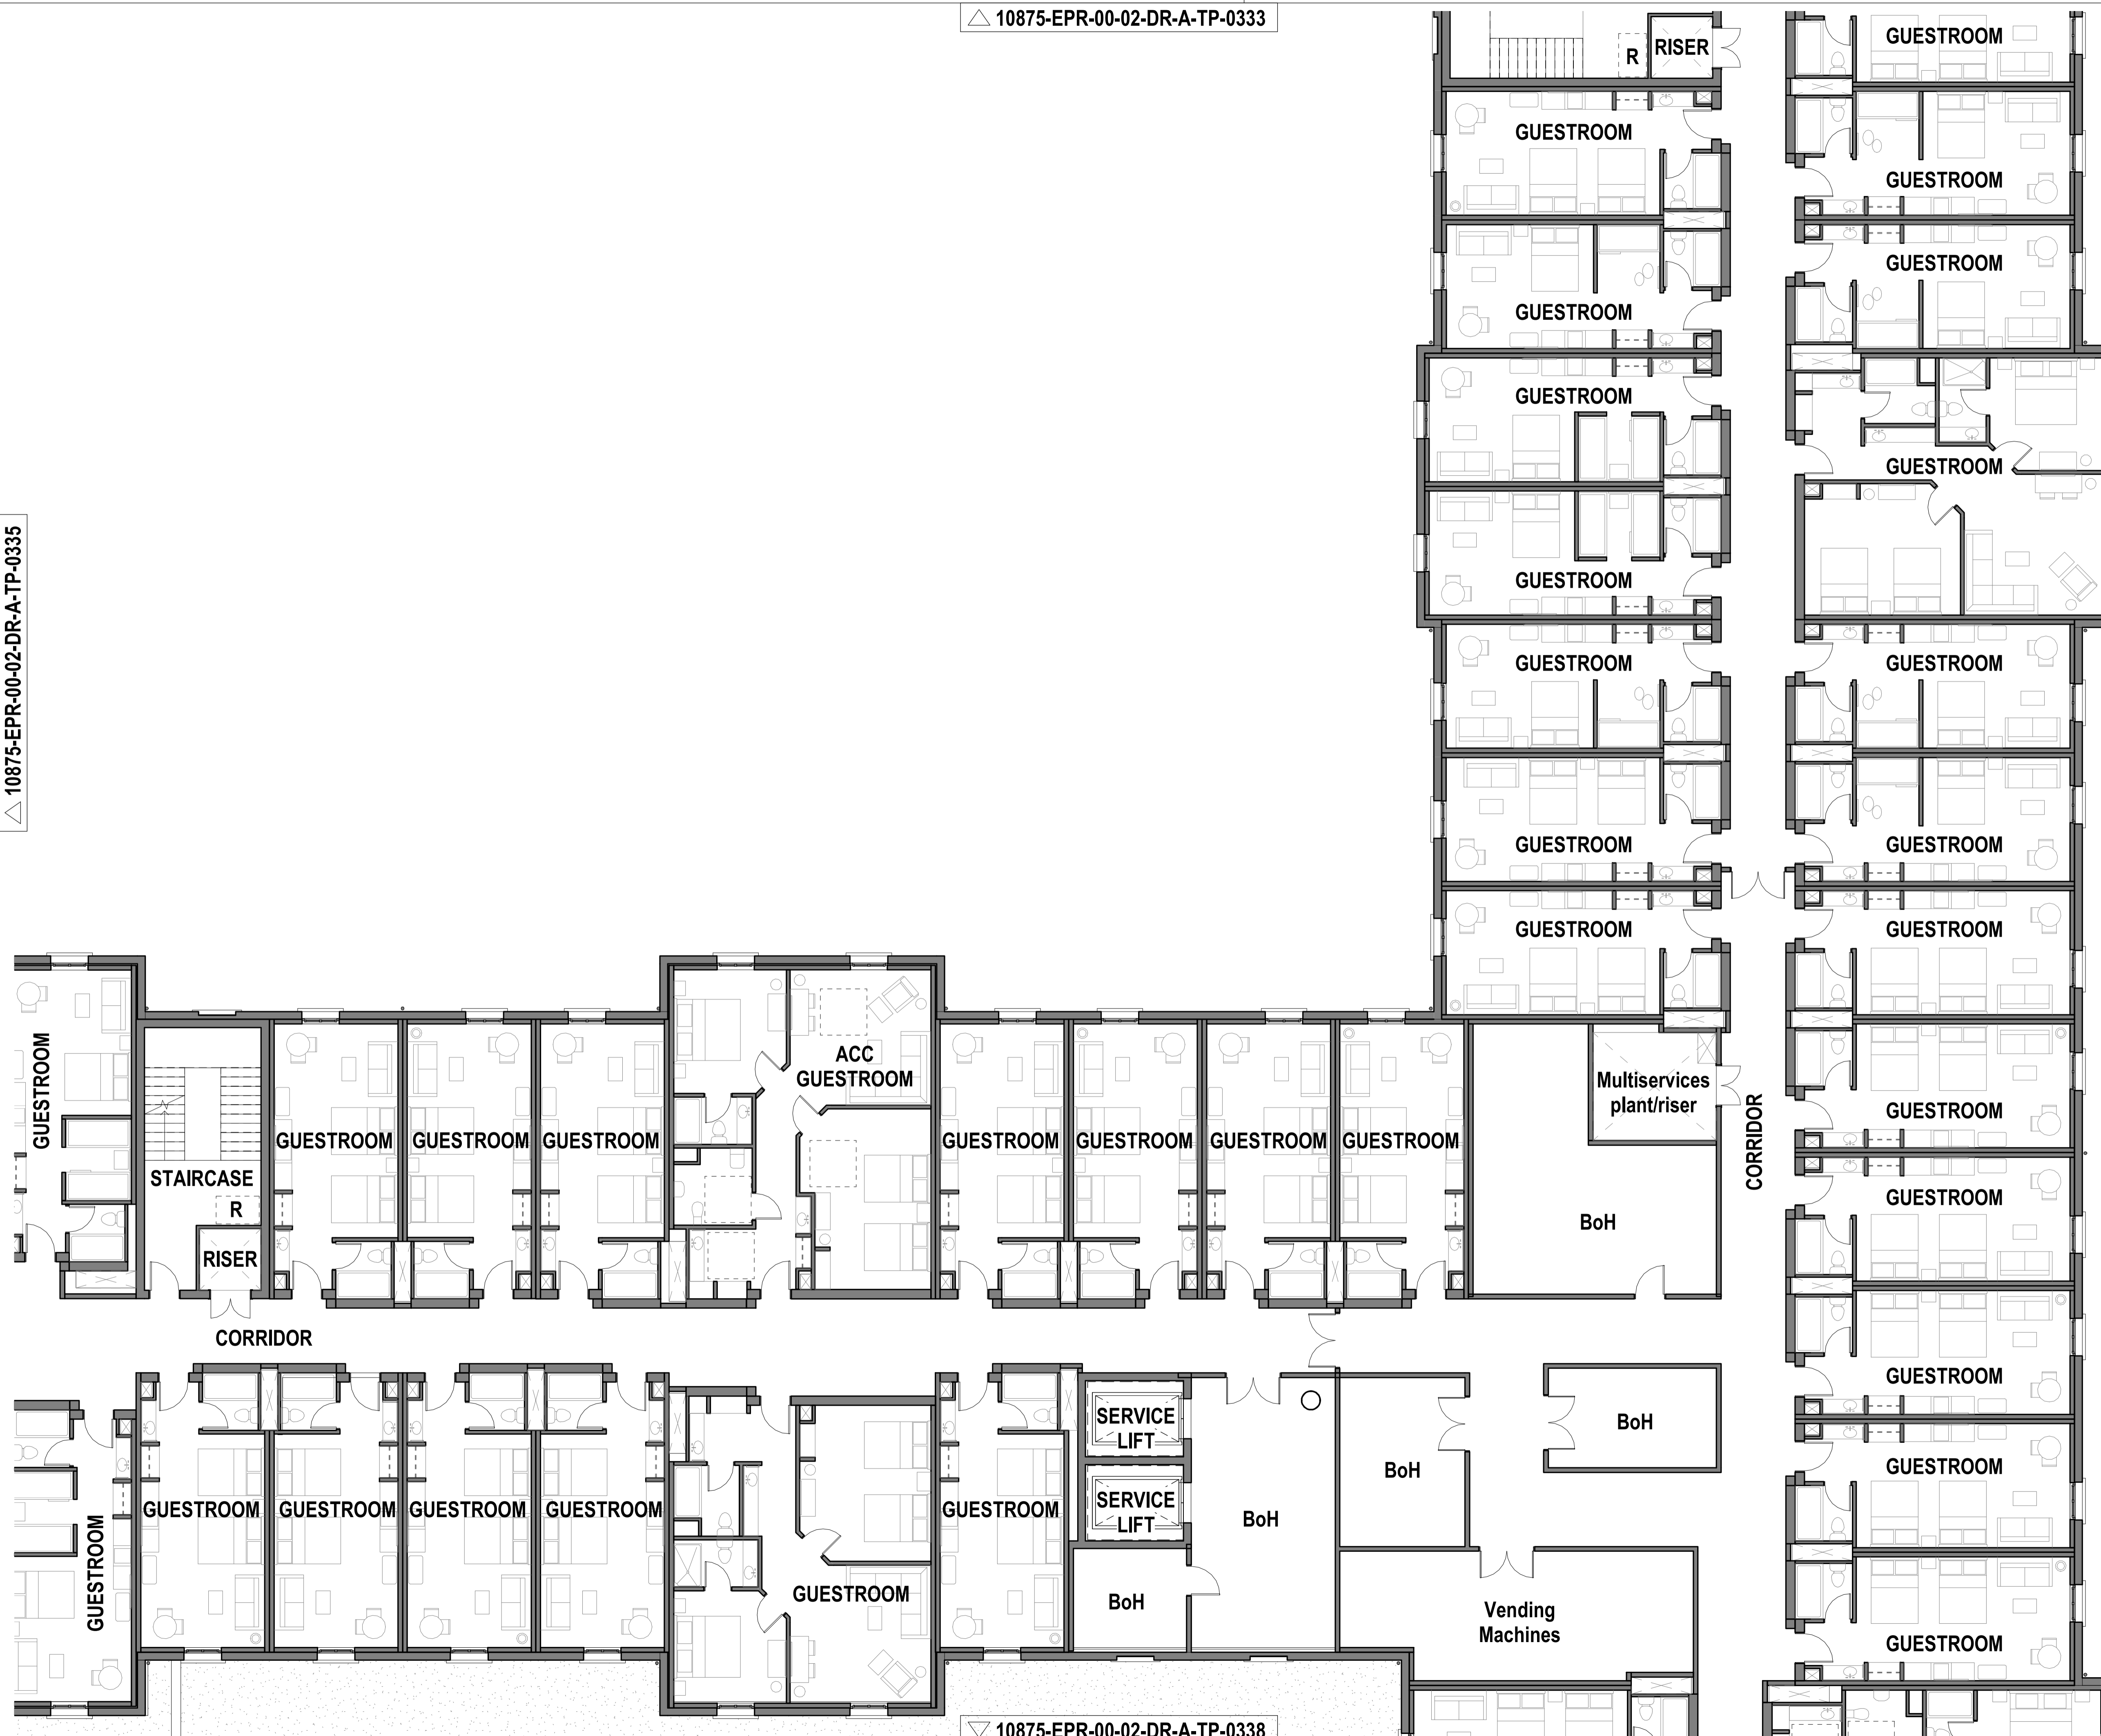 10875-EPR-00-02-DR-A-TP-0333
RISER
R
GUESTROOM
GUESTROOM
GUESTROOM
GUESTROOM
GUESTROOM
GUESTROOM
GUESTROOM
GUESTROOM
10875-EPR-00-02-DR-A-TP-0335
GUESTROOM
GUESTROOM
GUESTROOM
GUESTROOM
GUESTROOM
GUESTROOM
GUESTROOM
ACC
GUESTROOM
GUESTROOM
Multiservices
plant/riser
CORRIDOR
GUESTROOM
GUESTROOM
GUESTROOM
GUESTROOM
GUESTROOM
GUESTROOM
GUESTROOM
GUESTROOM
GUESTROOM
STAIRCASE
R
RISER
BoH
GUESTROOM
CORRIDOR
GUESTROOM
SERVICE
LIFT
BoH
BoH
GUESTROOM
SERVICE
LIFT
GUESTROOM
GUESTROOM
GUESTROOM
GUESTROOM
GUESTROOM
GUESTROOM
BoH
GUESTROOM
BoH
Vending
Machines
GUESTROOM
10875-EPR-00-02-DR-A-TP-0338